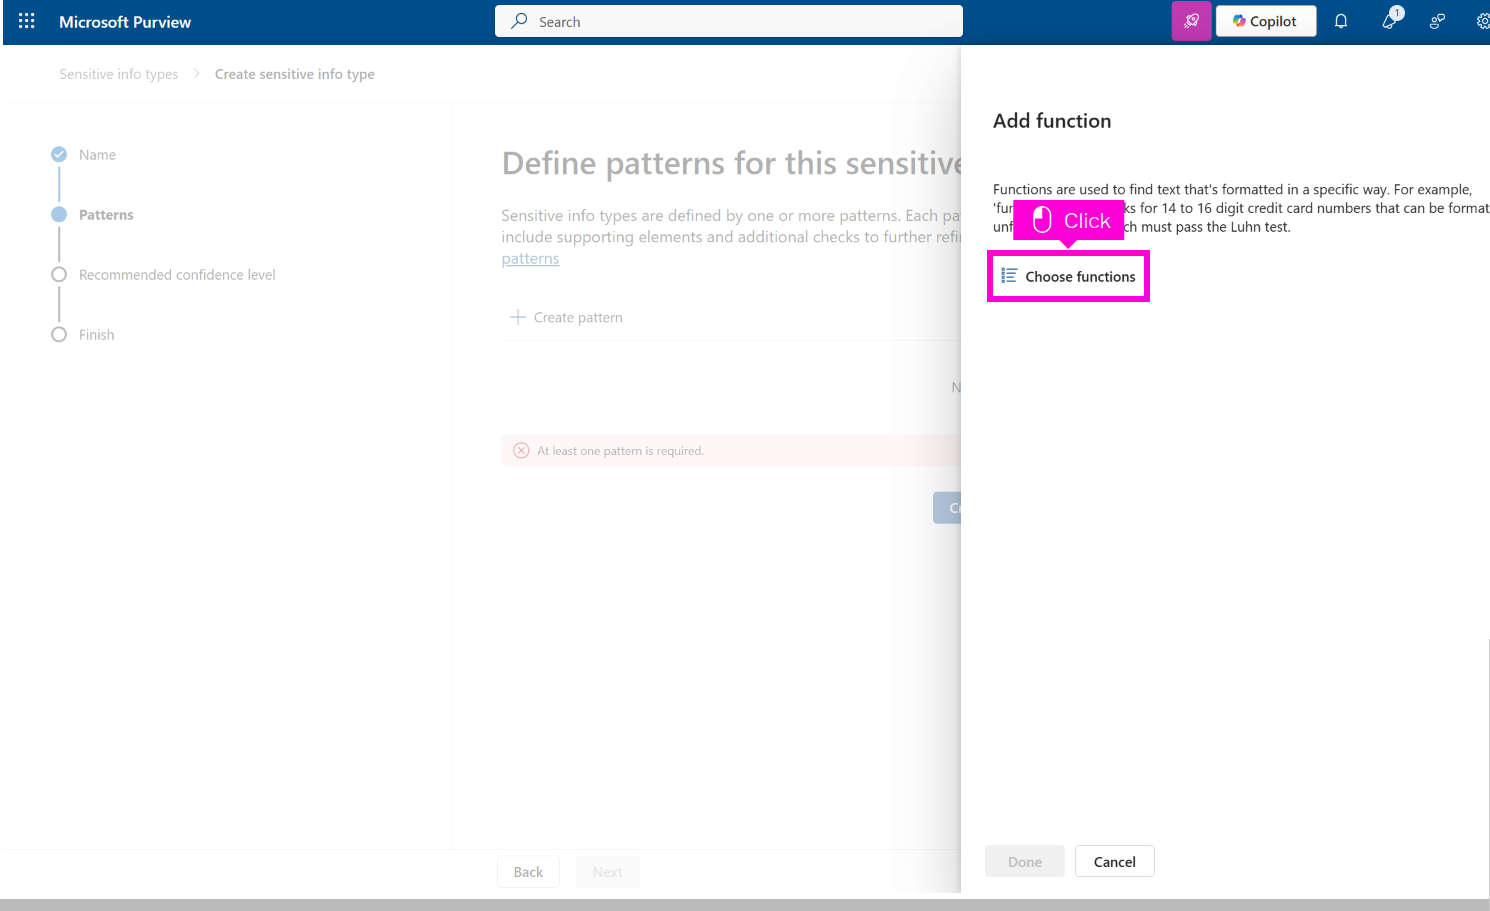 Microsoft Purview
Search
Copilot
1
Sensitive info types > Create sensitive info type
Name
Patterns
Recommended confidence level
Finish
Define patterns for this sensitive
Sensitive info types are defined by one or more patterns. Each pa
include supporting elements and additional checks to further refi
patterns
Create pattern
At least one pattern is required.
Back
Next
Add function
Functions are used to find text that's formatted in a specific way. For example,
'fun ks for 14 to 16 digit credit card numbers that can be format
unf ch must pass the Luhn test.
Click
Choose functions
Done
Cancel